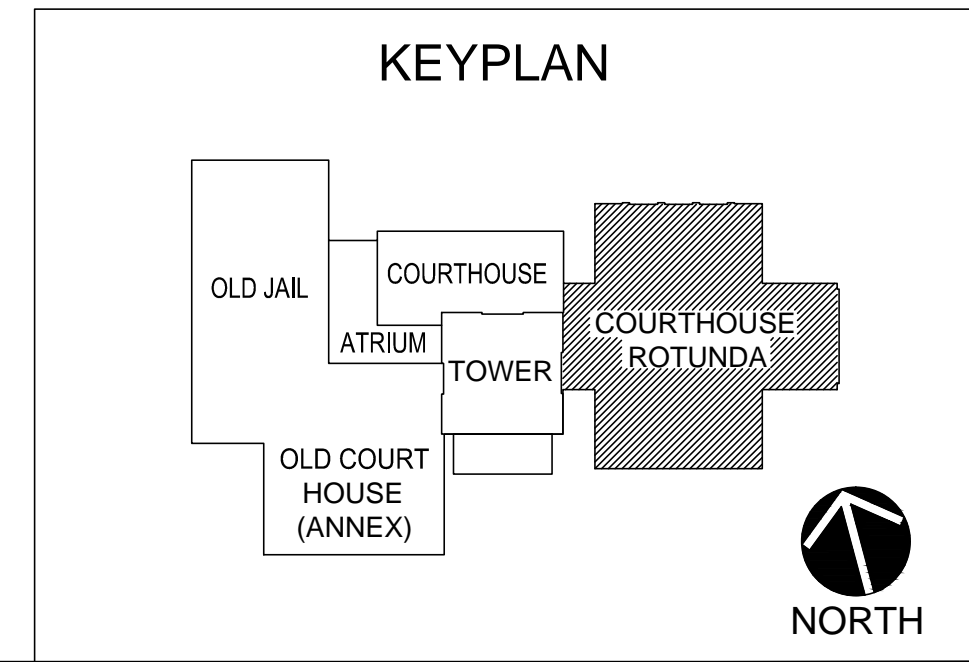 KEYPLAN
OLD JAIL
COURTHOUSE
ATRIUM
TOWER
COURTHOUSE
ROTUNDA
OLD COURT
HOUSE
(ANNEX)
NORTH